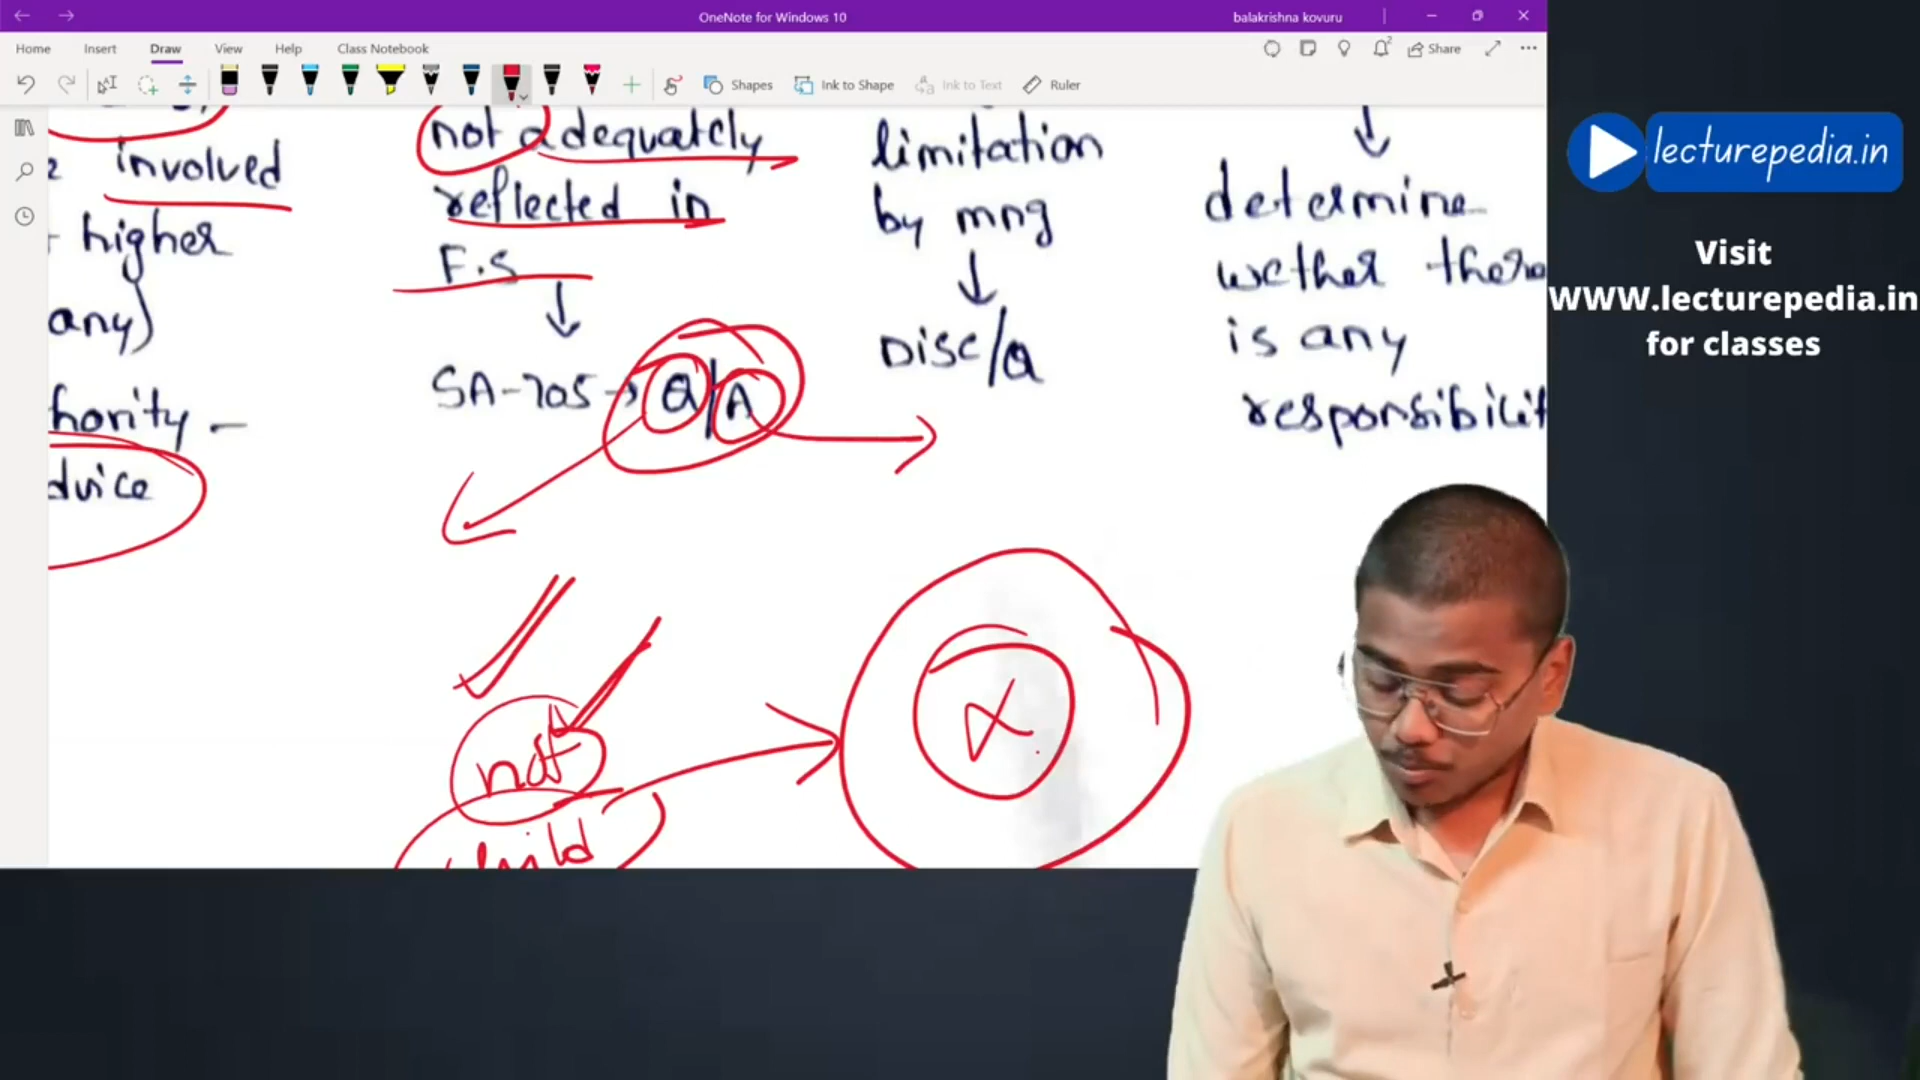 OneNote for Windows 10
balakrishna kovuru
Home Insert Draw View Help Class Notebook
Share
Shapes Ink to Shape Ink to Text Ruler
involved
higher
any)
hority -
dvice
not adequately
reflected in
F.S
SA-705 → Q/A
limitation
by mng
DISC/Q
determine
wether there
is any
responsibilit
not
child
lecturepedia.in
Visit
WWW.lecturepedia.in
for classes